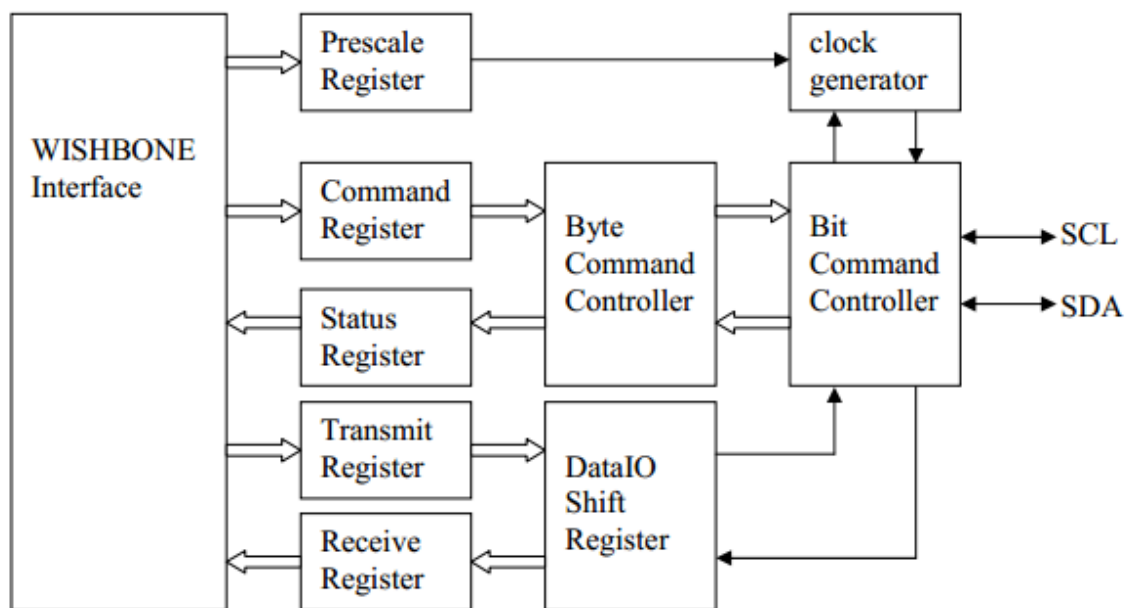 WISHBONE
Interface
Prescale
Register
clock
generator
Command
Register
Byte
Command
Controller
Bit
Command
Controller
SCL
SDA
Status
Register
Transmit
Register
DataIO
Shift
Register
Receive
Register